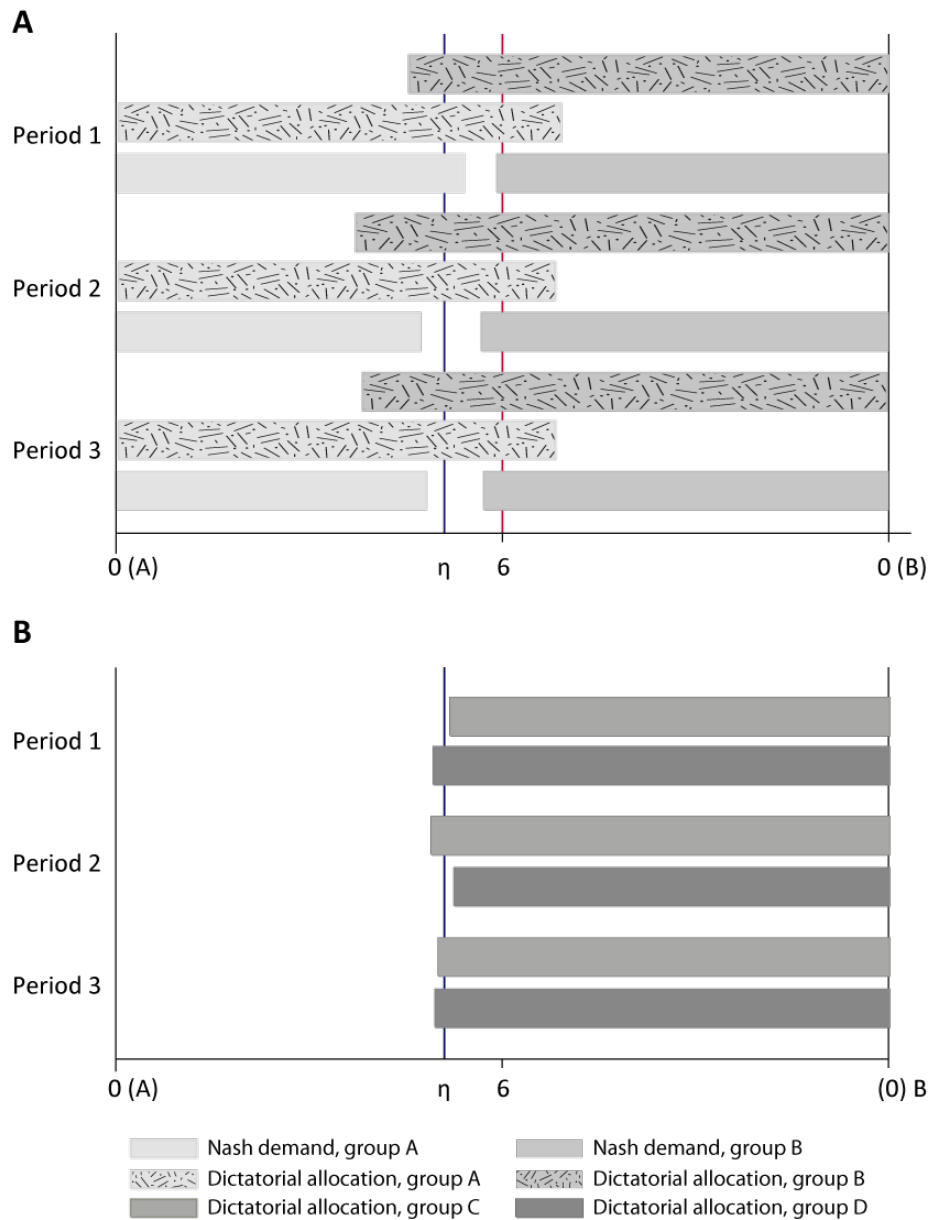 A
Period 1
Period 2
Period 3
0 (A) η 6 0 (B)
B
Period 1
Period 2
Period 3
0 (A) η 6 (0) B
Nash demand, group A Nash demand, group B
Dictatorial allocation, group A Dictatorial allocation, group B
Dictatorial allocation, group C Dictatorial allocation, group D